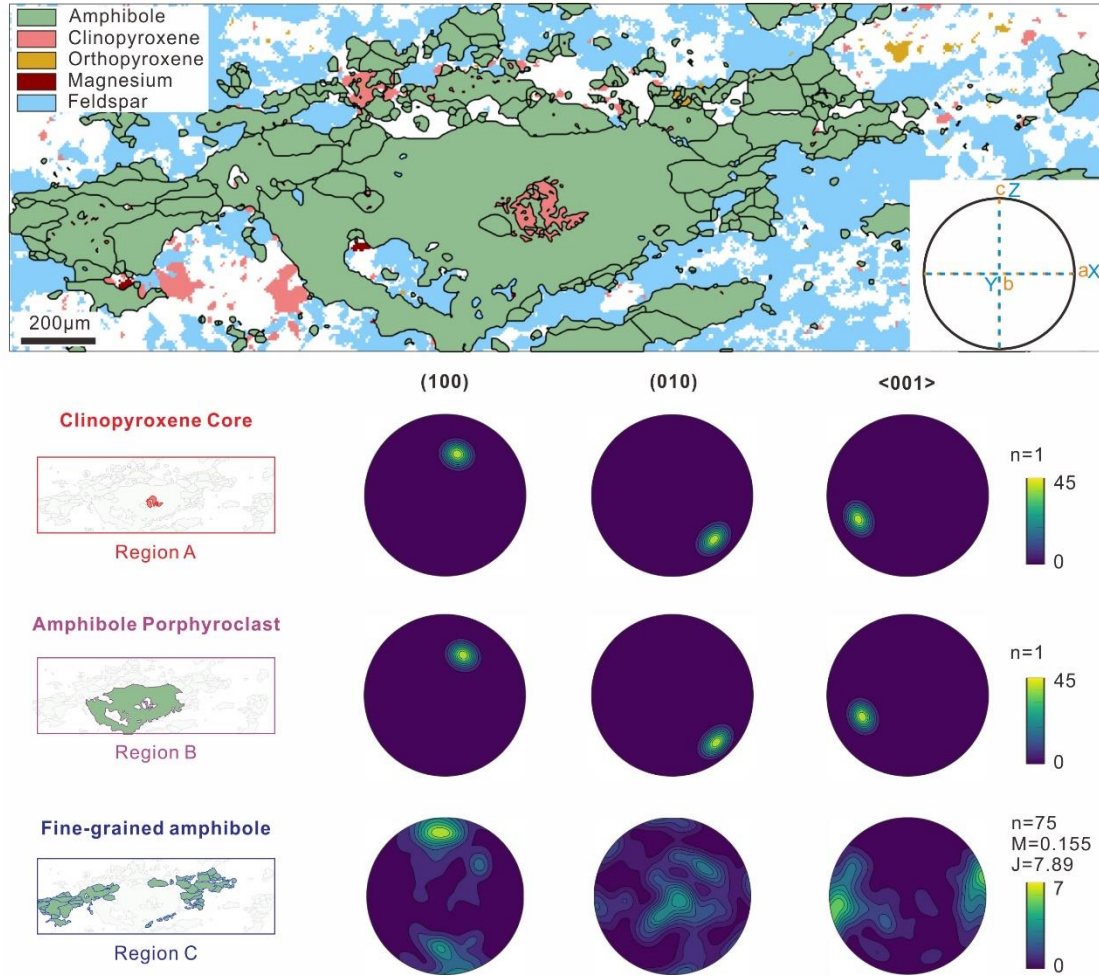 Amphibole
Clinopyroxene
Orthopyroxene
Magnesium
Feldspar
200μm
c Z
Y b
a X
(100) (010) <001>
Clinopyroxene Core
Region A
n=1
45
0
Amphibole Porphyroclast
Region B
n=1
45
0
Fine-grained amphibole
Region C
n=75
M=0.155
J=7.89
7
0